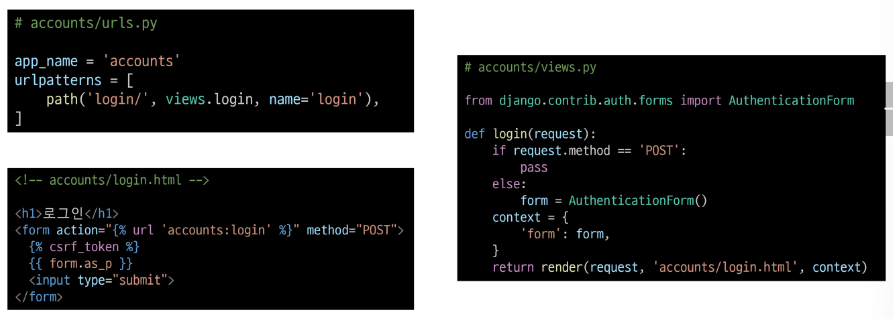 # accounts/urls.py
app_name = 'accounts'
urlpatterns = [
    path('login/', views.login, name='login'),
]
<!-- accounts/login.html -->
<h1>로그인</h1>
<form action="{% url 'accounts:login' %}" method="POST">
  {% csrf_token %}
  {{ form.as_p }}
  <input type="submit">
</form>
# accounts/views.py
from django.contrib.auth.forms import AuthenticationForm
def login(request):
    if request.method == 'POST':
        pass
    else:
        form = AuthenticationForm()
    context = {
        'form': form,
    }
    return render(request, 'accounts/login.html', context)